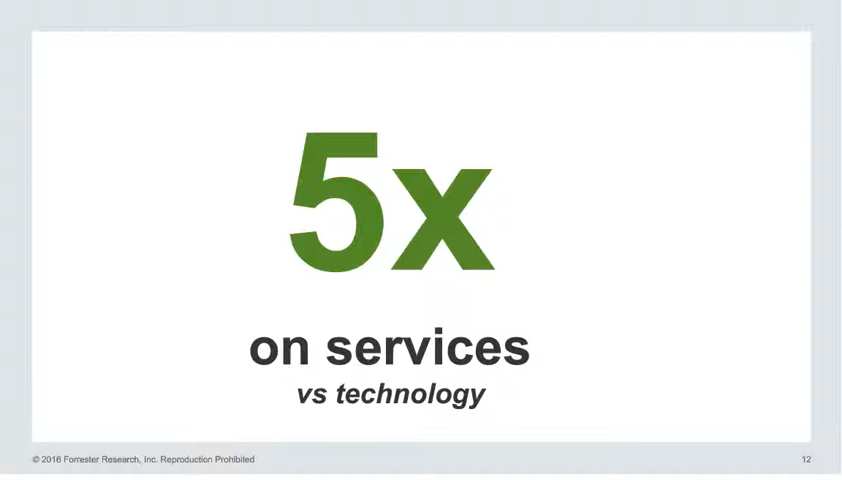 5x
on services
vs technology
© 2016 Forrester Research, Inc. Reproduction Prohibited
12